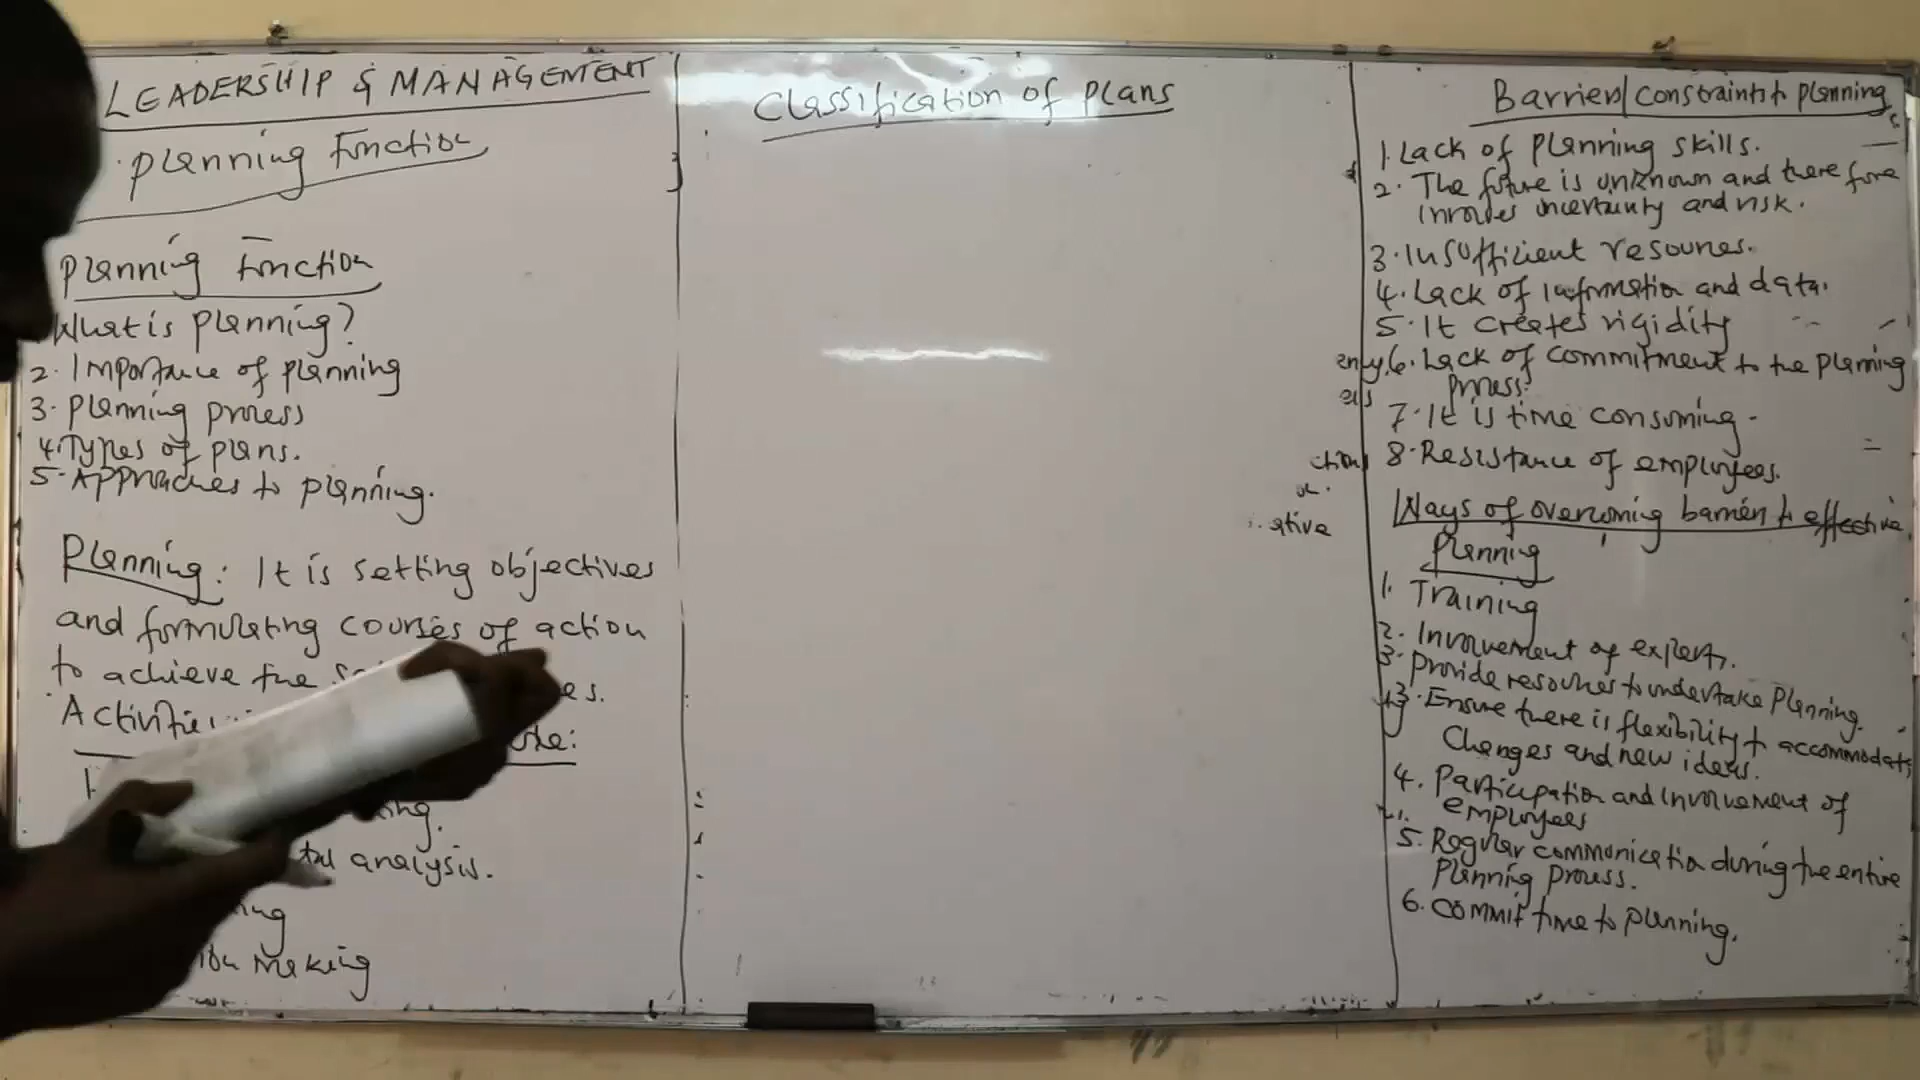 LEADERSHIP & MANAGEMENT
Planning Function
Planning Function
What is planning?
2. Importance of planning
3. Planning process
4. Types of plans.
5. Approaches to planning.
Planning: It is setting objectives
and formulating courses of action
to achieve the
es.
Activities
analysis.
making
Classification of plans
Barriers/constraints to planning
1. Lack of planning skills.
2. The future is unknown and therefore
involves uncertainty and risk.
3. Insufficient resources.
4. Lack of information and data.
5. It creates rigidity
6. Lack of commitment to the planning
process.
7. It is time consuming -
8. Resistance of employees.
ction
ative
Ways of overcoming barriers to effective
planning
1. Training
2. Involvement of experts.
3. Provide resources to undertake planning.
3. Ensure there is flexibility to accommodate
changes and new ideas.
4. Participation and involvement of
employees
5. Regular communication during the entire
planning process.
6. Commit time to planning.